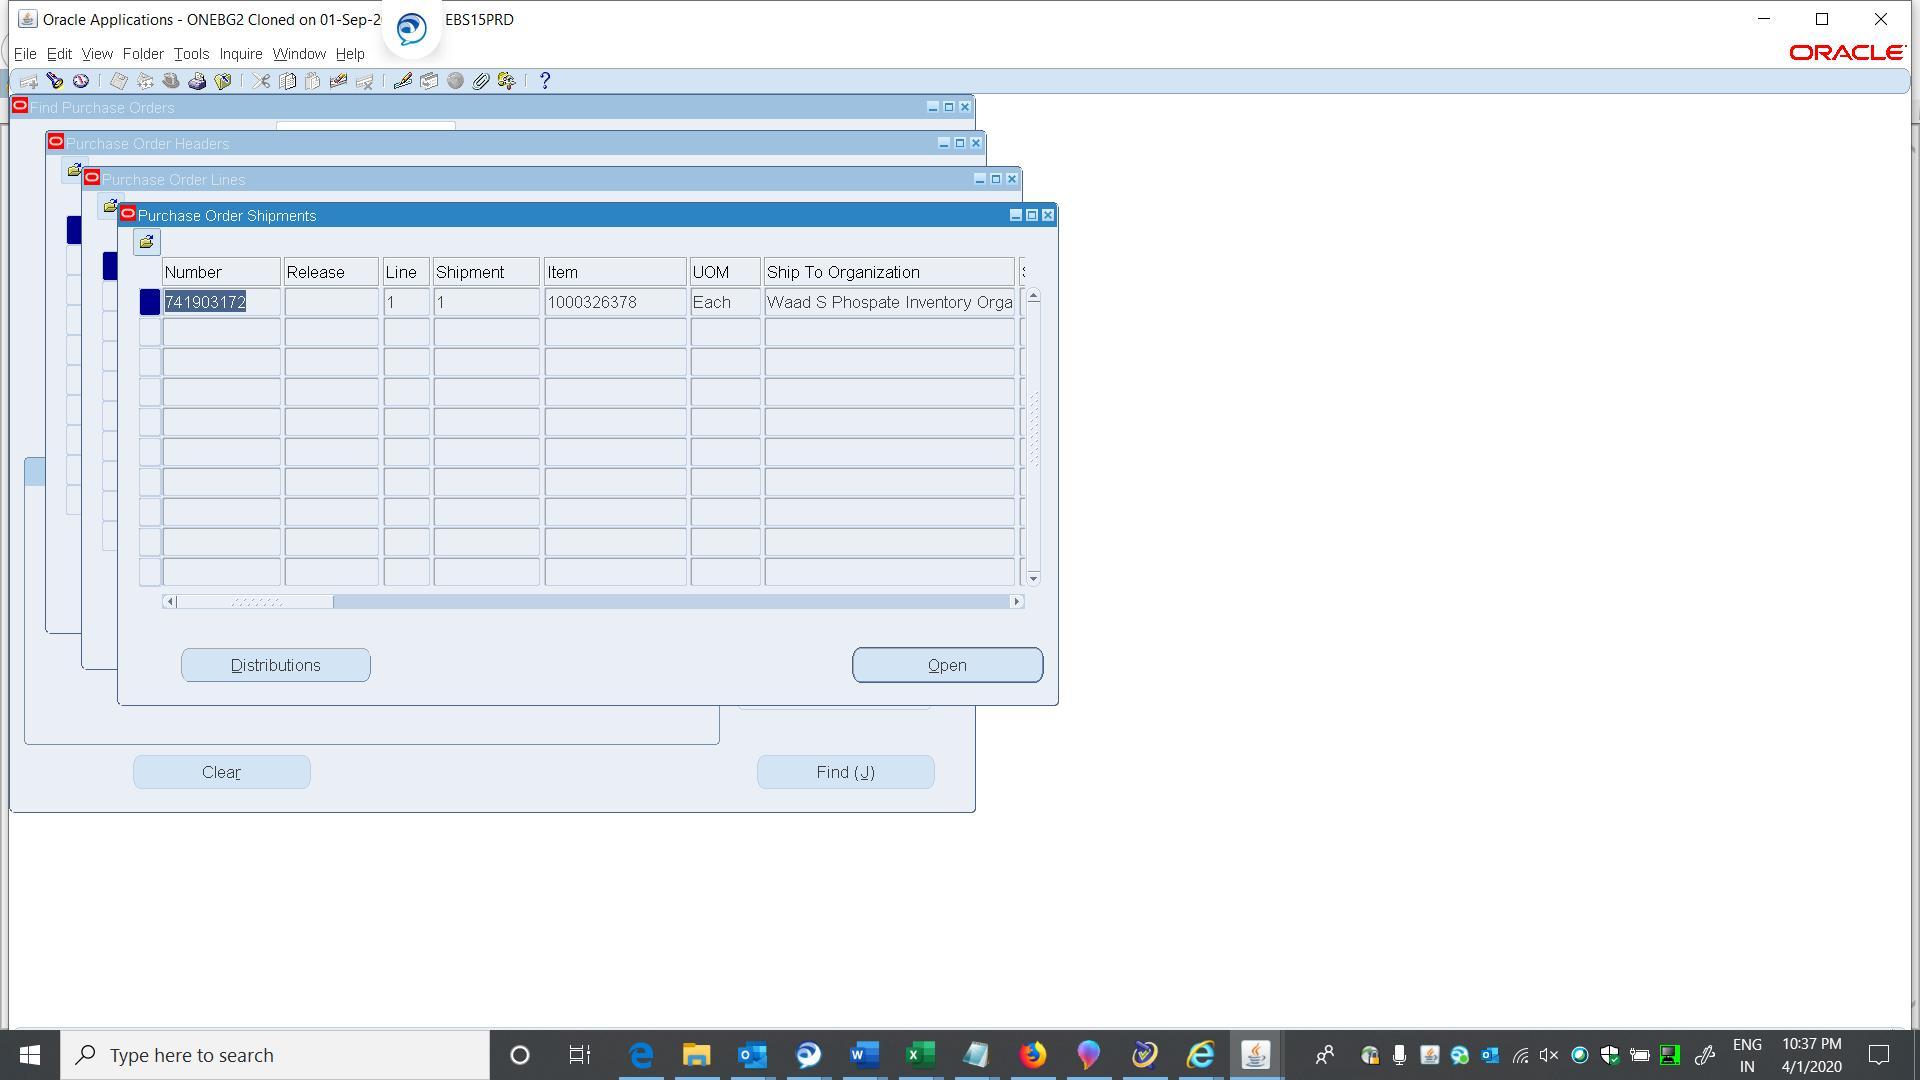 Oracle Applications - ONEBG2 Cloned on 01-Sep-2 EBS15PRD
File Edit View Folder Tools Inquire Window Help
ORACLE
Find Purchase Orders
Purchase Order Headers
Purchase Order Lines
Purchase Order Shipments
Number Release Line Shipment Item UOM Ship To Organization
741903172 1 1 1000326378 Each Waad S Phospate Inventory Orga
Distributions Open
Clear Find (J)
Type here to search
ENG 10:37 PM
IN 4/1/2020